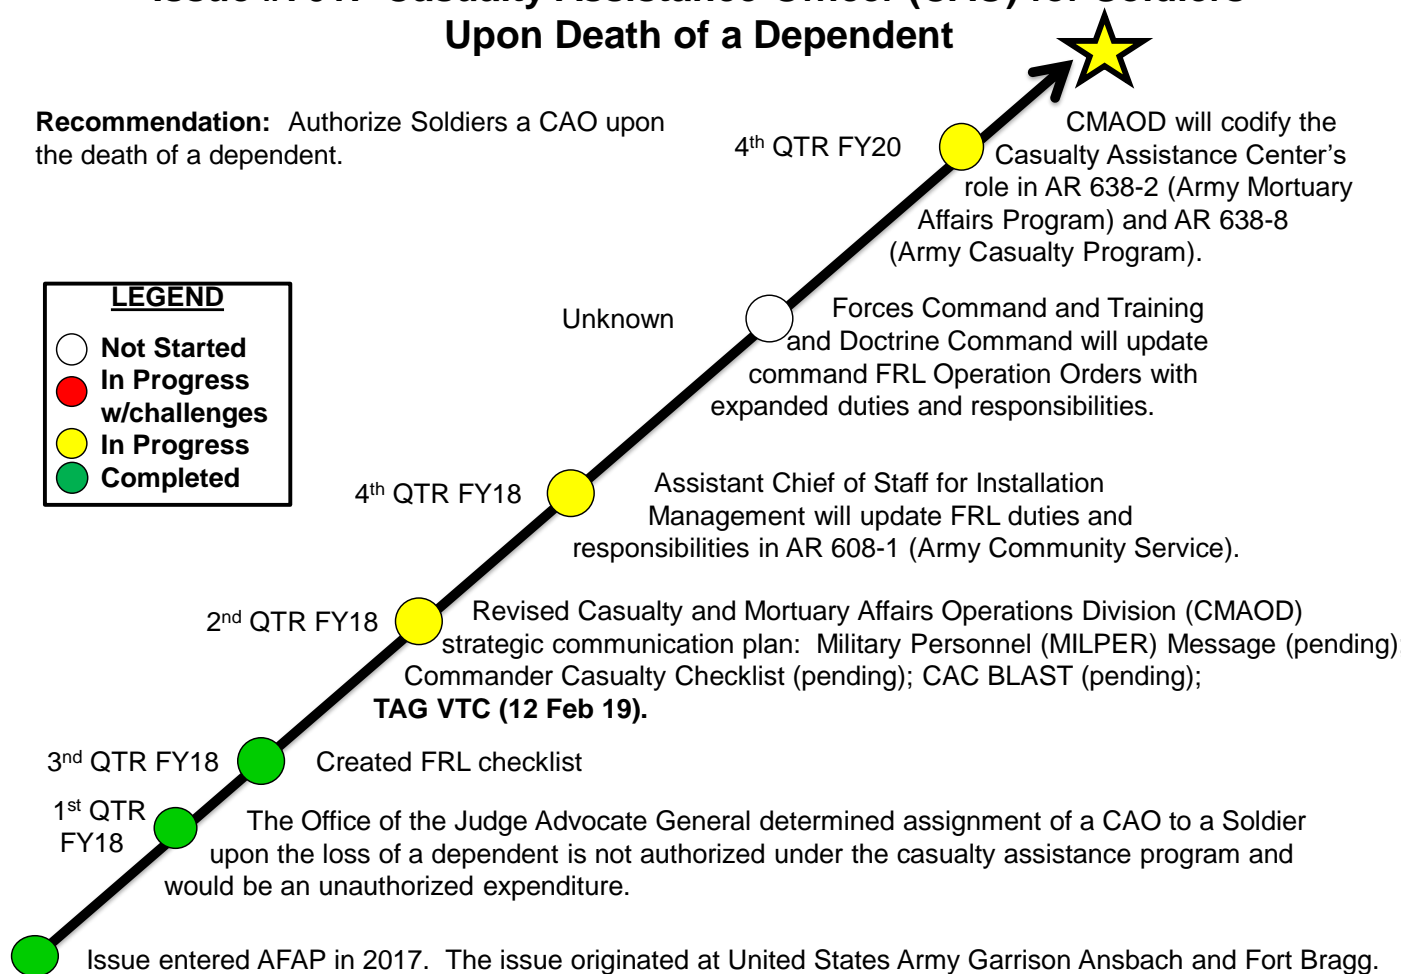 Upon Death of a Dependent
Recommendation: Authorize Soldiers a CAO upon
the death of a dependent.
4th QTR FY20
CMAOD will codify the
Casualty Assistance Center's
role in AR 638-2 (Army Mortuary
Affairs Program) and AR 638-8
(Army Casualty Program).
LEGEND
Not Started
In Progress
w/challenges
In Progress
Completed
Unknown
Forces Command and Training
and Doctrine Command will update
command FRL Operation Orders with
expanded duties and responsibilities.
4th QTR FY18
Assistant Chief of Staff for Installation
Management will update FRL duties and
responsibilities in AR 608-1 (Army Community Service).
2nd QTR FY18
Revised Casualty and Mortuary Affairs Operations Division (CMAOD)
strategic communication plan: Military Personnel (MILPER) Message (pending);
Commander Casualty Checklist (pending); CAC BLAST (pending);
TAG VTC (12 Feb 19).
3nd QTR FY18
Created FRL checklist
1st QTR
FY18
The Office of the Judge Advocate General determined assignment of a CAO to a Soldier
upon the loss of a dependent is not authorized under the casualty assistance program and
would be an unauthorized expenditure.
Issue entered AFAP in 2017. The issue originated at United States Army Garrison Ansbach and Fort Bragg.